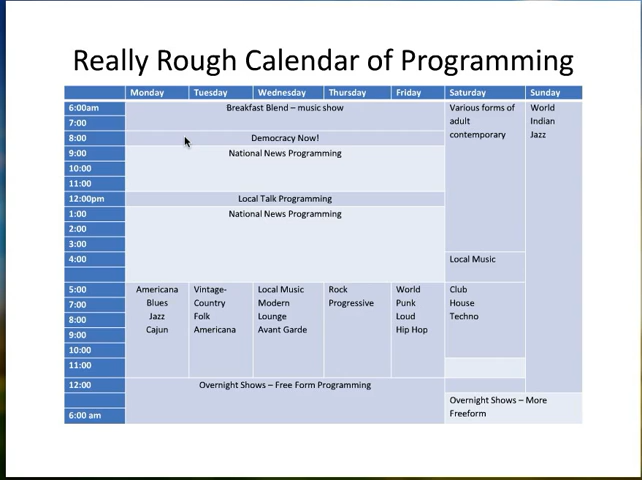 Really Rough Calendar of Programming
Monday Tuesday Wednesday Thursday Friday Saturday Sunday
6:00am Breakfast Blend – music show Various forms of World
7:00 adult Indian
8:00 Democracy Now! contemporary Jazz
9:00 National News Programming
10:00
11:00
12:00pm Local Talk Programming
1:00 National News Programming
2:00
3:00
4:00 Local Music
5:00 Americana Vintage- Local Music Rock World Club
7:00 Blues Country Modern Progressive Punk House
8:00 Jazz Folk Lounge Loud Techno
9:00 Cajun Americana Avant Garde Hip Hop
10:00
11:00
12:00 Overnight Shows – Free Form Programming
Overnight Shows – More
6:00 am Freeform